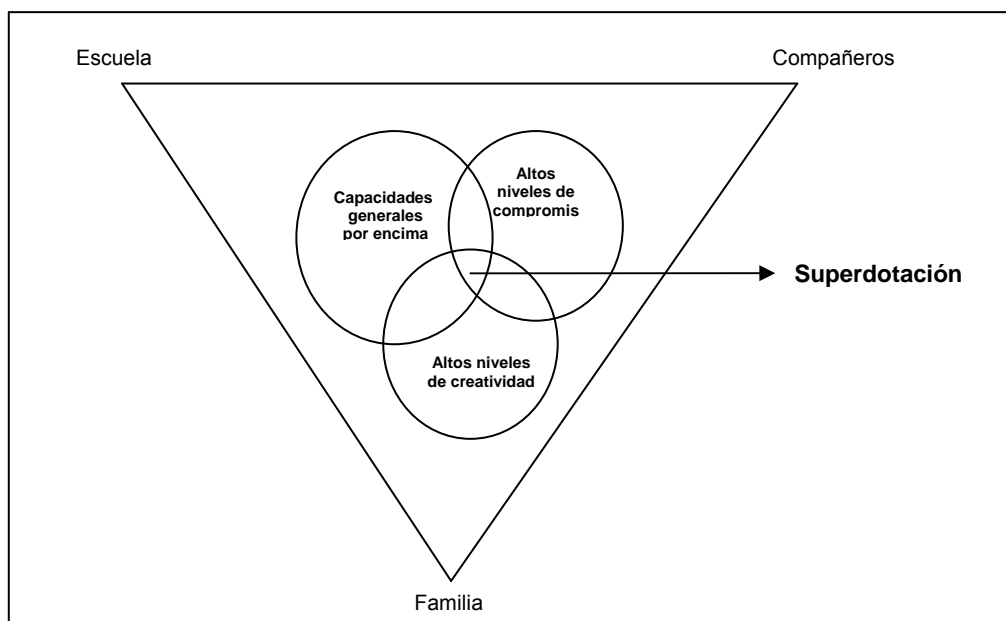 Escuela
Compañeros
Altos
niveles de
compromis
Capacidades
generales
por encima
Superdotación
Altos niveles
de creatividad
Familia